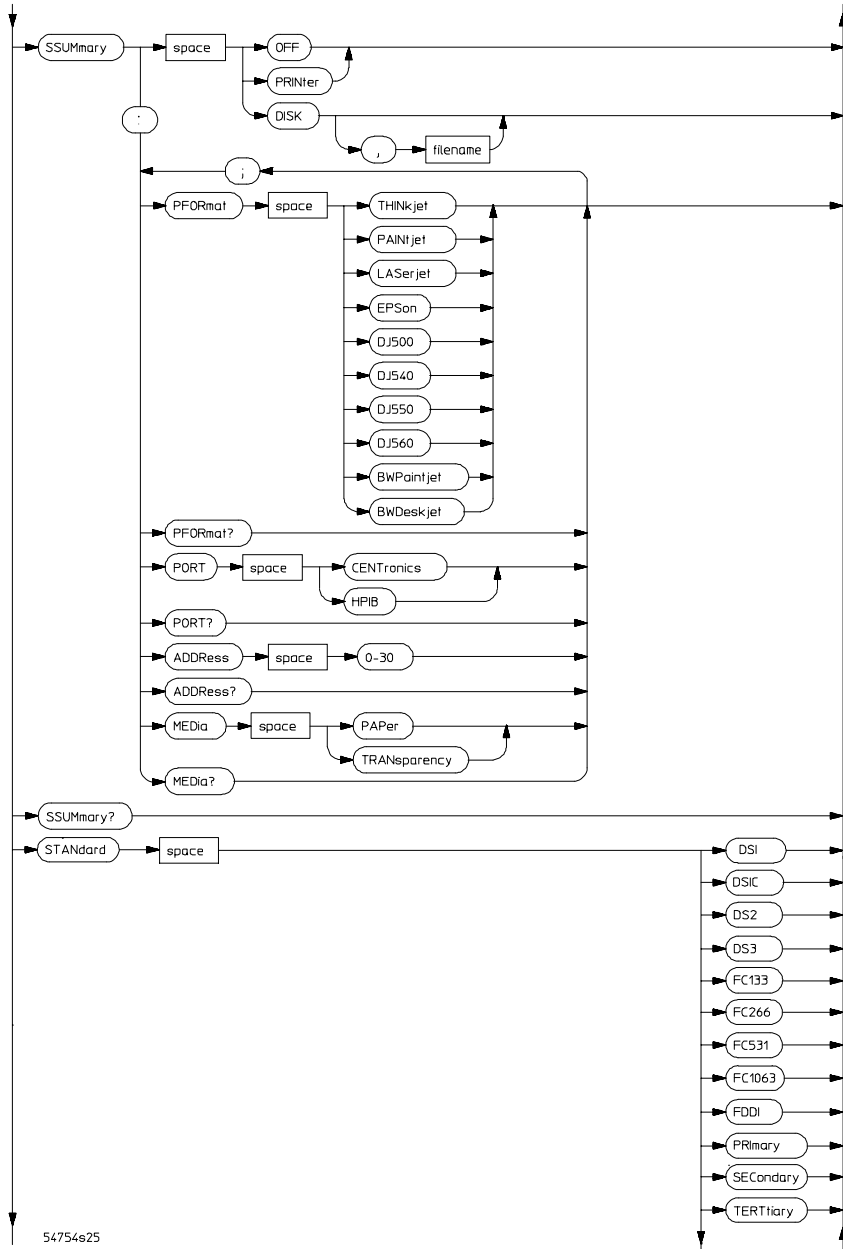 SSUMmary space OFF
PRINter
DISK
:
, filename
;
PFORmat space THINkjet
PAINtjet
LASerjet
EPSon
DJ500
DJ540
DJ550
DJ560
BWPaintjet
BWDeskjet
PFORmat?
PORT space CENTronics
HPIB
PORT?
ADDRess space 0-30
ADDRess?
MEDia space PAPer
TRANsparency
MEDia?
SSUMmary?
STANdard space DS1
DS1C
DS2
DS3
FC133
FC266
FC531
FC1063
FDDI
PRImary
SECondary
TERTtiary
54754s25